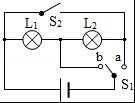 L₁ S₂ L₂
b a
S₁